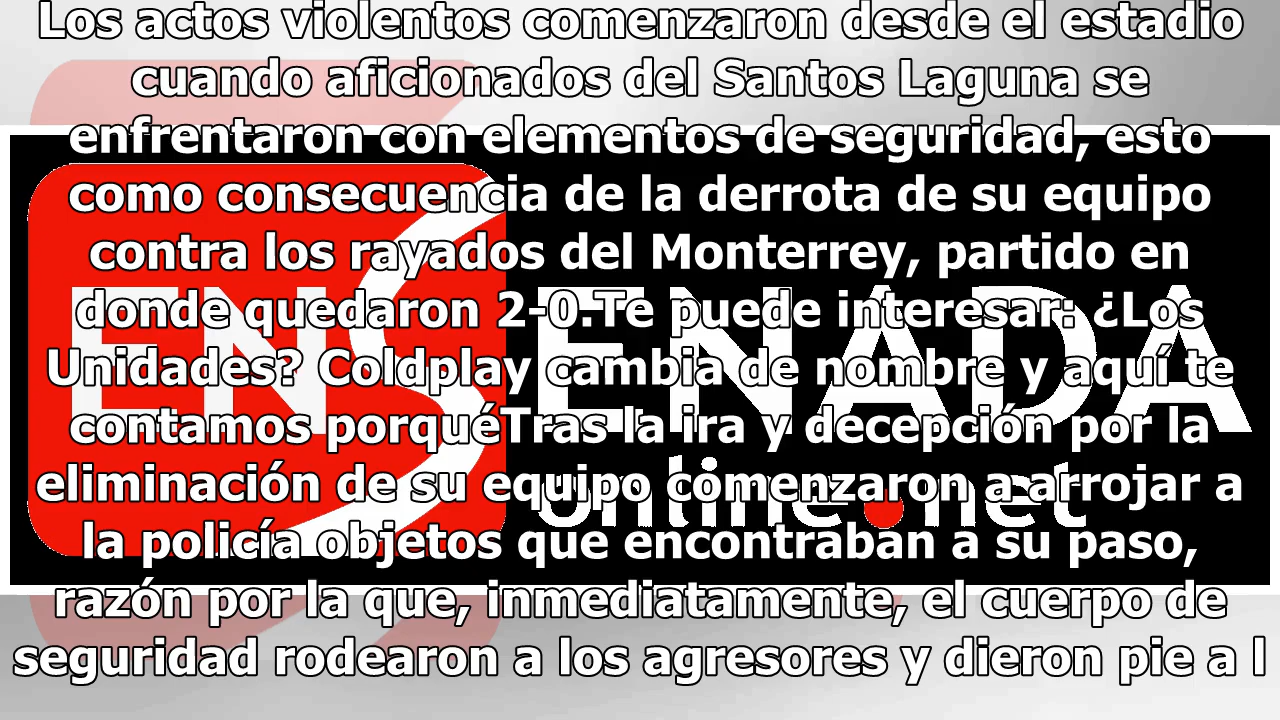 Los actos violentos comenzaron desde el estadio
cuando aficionados del Santos Laguna se
enfrentaron con elementos de seguridad, esto
como consecuencia de la derrota de su equipo
contra los rayados del Monterrey, partido en
donde quedaron 2-0.Te puede interesar: ¿Los
Unidades? Coldplay cambia de nombre y aquí te
contamos porquéTras la ira y decepción por la
eliminación de su equipo comenzaron a arrojar a
la policía objetos que encontraban a su paso,
razón por la que, inmediatamente, el cuerpo de
seguridad rodearon a los agresores y dieron pie a l
ENSENADA
online.net